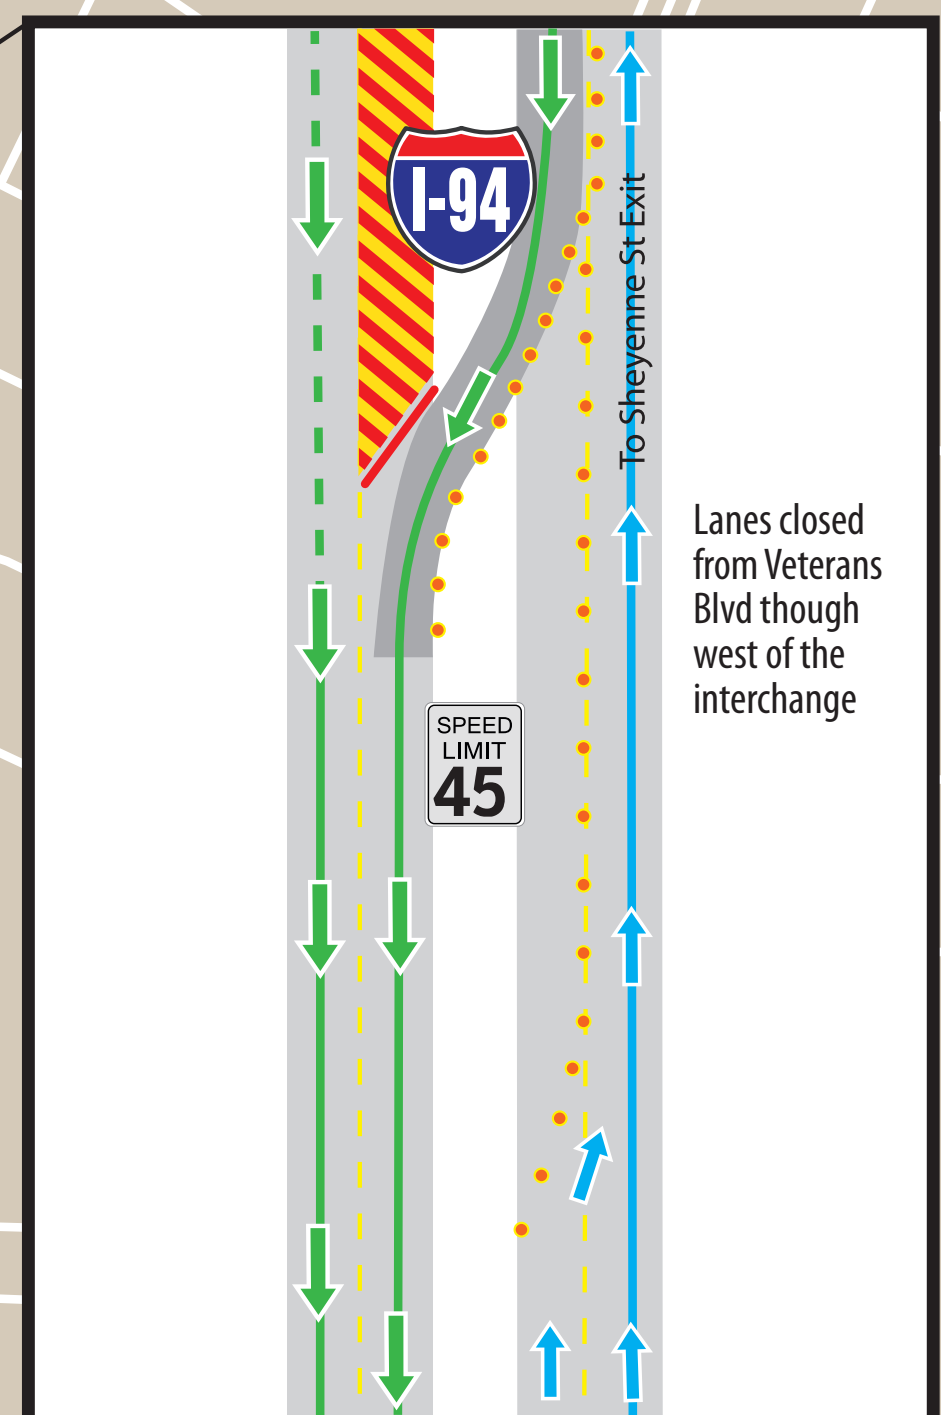 I-94
To Sheyenne St Exit
Lanes closed
from Veterans
Blvd though
west of the
interchange
SPEED
LIMIT
45